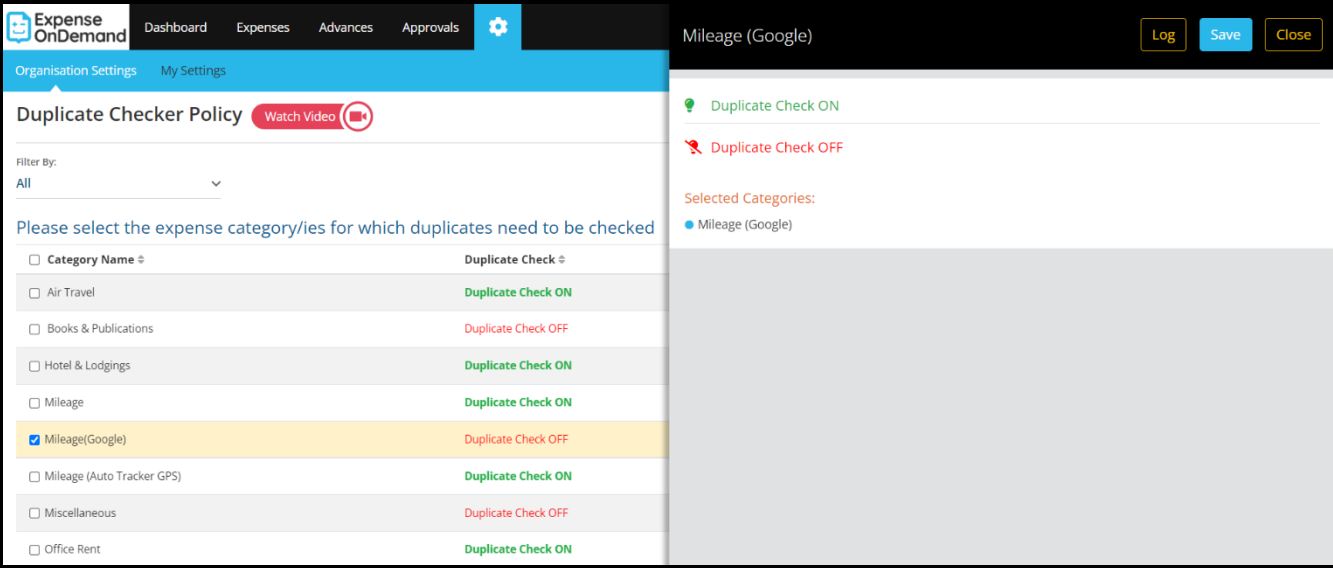 Expense
OnDemand
Dashboard Expenses Advances Approvals
Organisation Settings My Settings
Duplicate Checker Policy Watch Video
Filter By:
All
Please select the expense category/ies for which duplicates need to be checked
Category Name Duplicate Check
Air Travel Duplicate Check ON
Books & Publications Duplicate Check OFF
Hotel & Lodgings Duplicate Check ON
Mileage Duplicate Check ON
Mileage(Google) Duplicate Check OFF
Mileage (Auto Tracker GPS) Duplicate Check ON
Miscellaneous Duplicate Check OFF
Office Rent Duplicate Check ON
Mileage (Google) Log Save Close
Duplicate Check ON
Duplicate Check OFF
Selected Categories:
Mileage (Google)